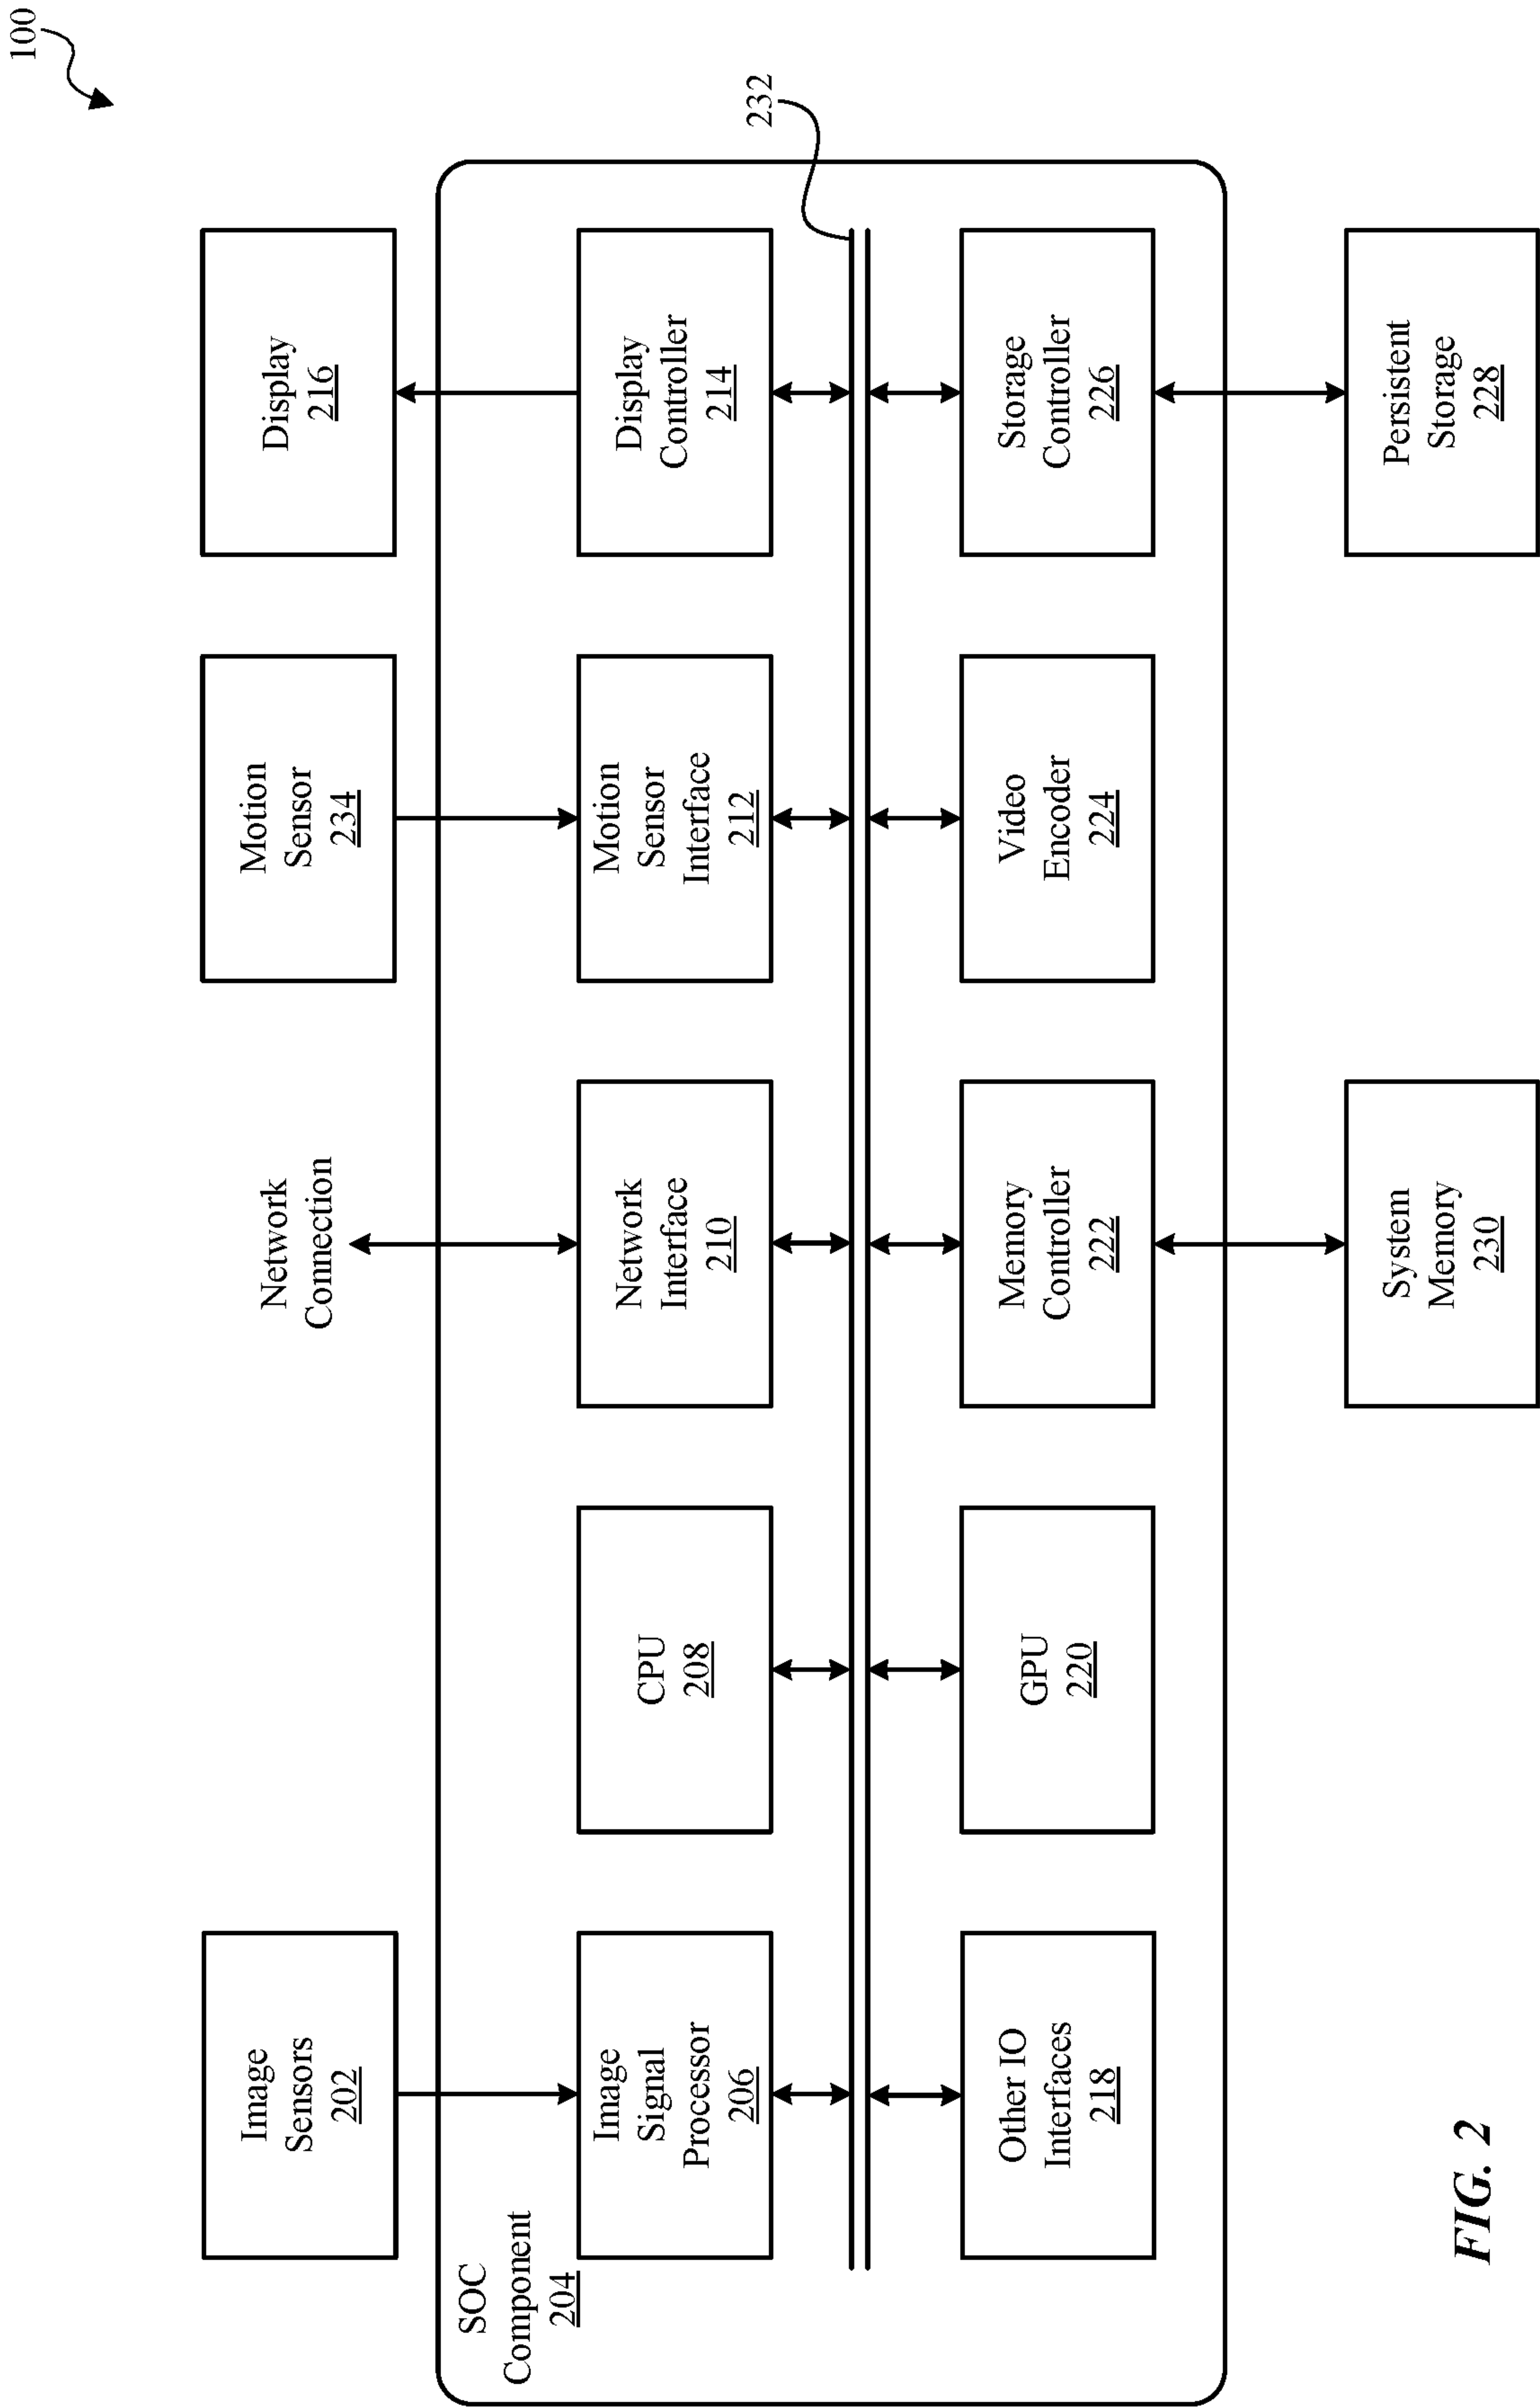 100
Image
Sensors
202
Network
Connection
Motion
Sensor
234
Display
216
SOC
Component
204
Image
Signal
Processor
206
CPU
208
Network
Interface
210
Motion
Sensor
Interface
212
Display
Controller
214
232
Other IO
Interfaces
218
GPU
220
Memory
Controller
222
Video
Encoder
224
Storage
Controller
226
System
Memory
230
Persistent
Storage
228
FIG. 2